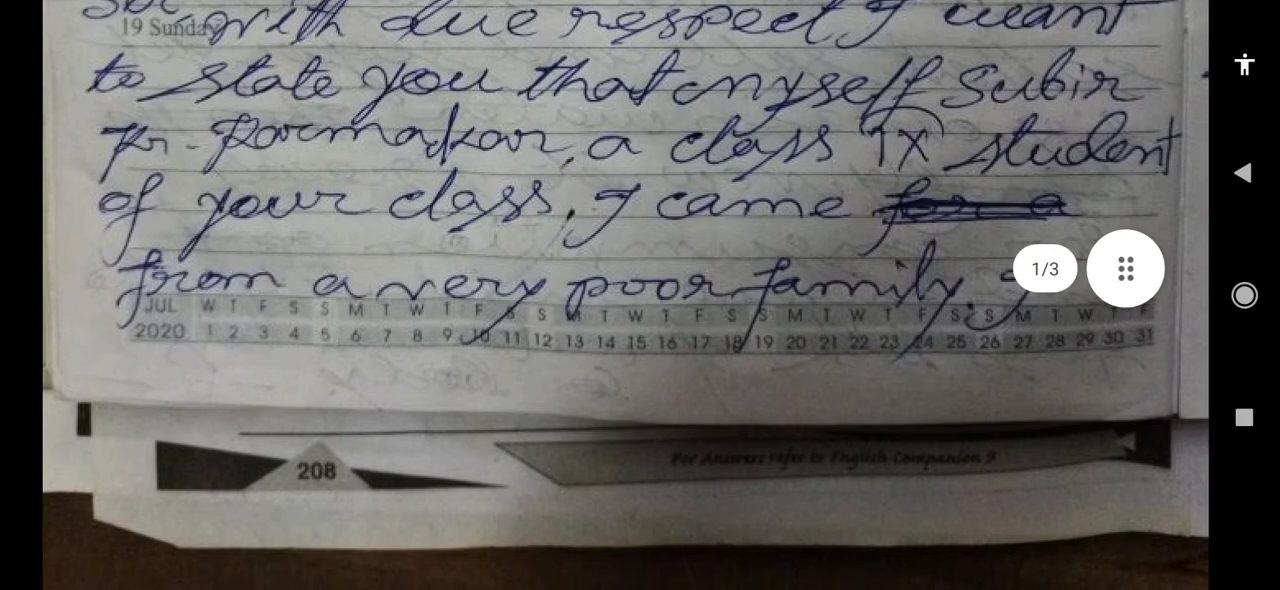 19 Sunday
with due respect, I want
to state you that myself Subir
Kr. Karmakar, a class IX student
of your class, I came
from a very poor family. I
JUL W T F S S M T W T F S S M T W T F S S M T W T F S S M T W T F
2020 1 2 3 4 5 6 7 8 9 10 11 12 13 14 15 16 17 18 19 20 21 22 23 24 25 26 27 28 29 30 31
1/3
208
For Answers refer to English Companion 9